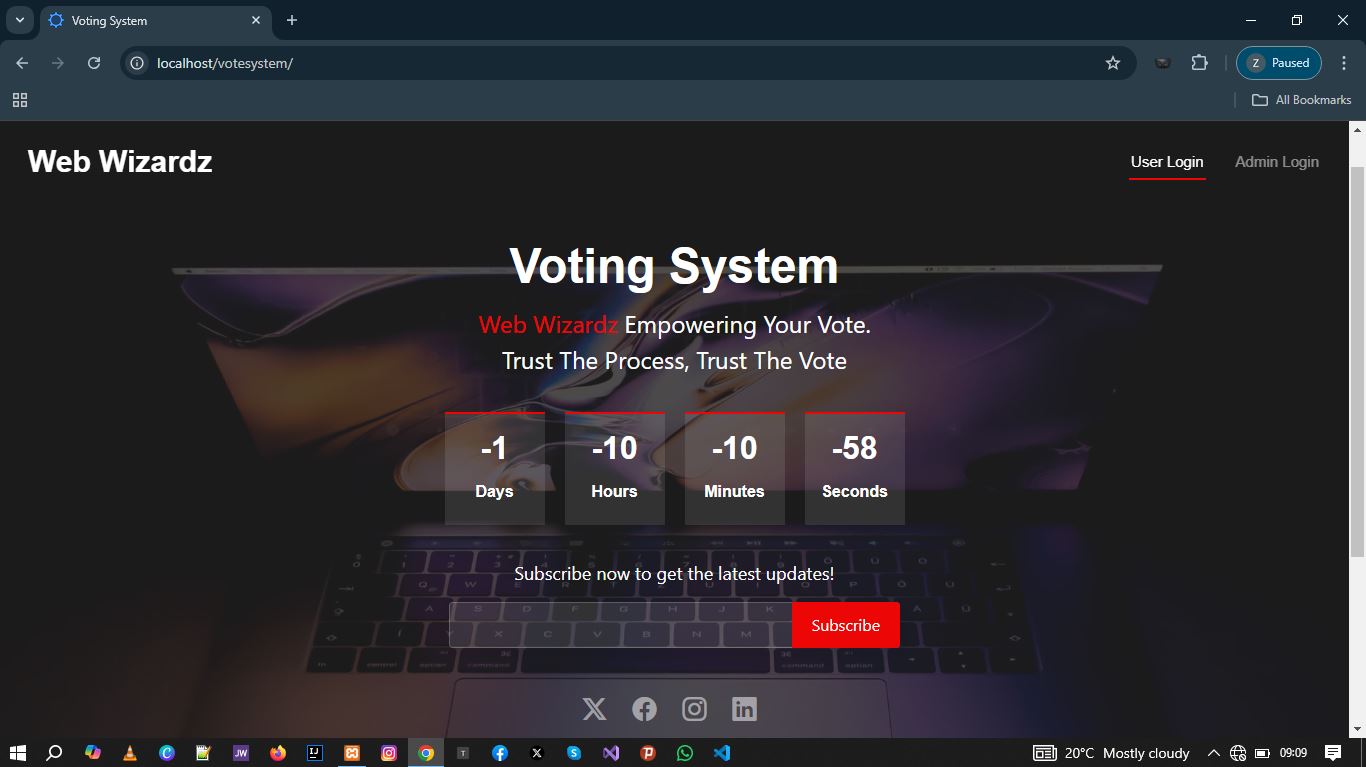 Voting System
localhost/votesystem/
Z Paused
All Bookmarks
Web Wizardz
User Login
Admin Login
Voting System
Web Wizardz Empowering Your Vote.
Trust The Process, Trust The Vote
-1 -10 -10 -58
Days Hours Minutes Seconds
Subscribe now to get the latest updates!
Subscribe
20°C Mostly cloudy
09:09